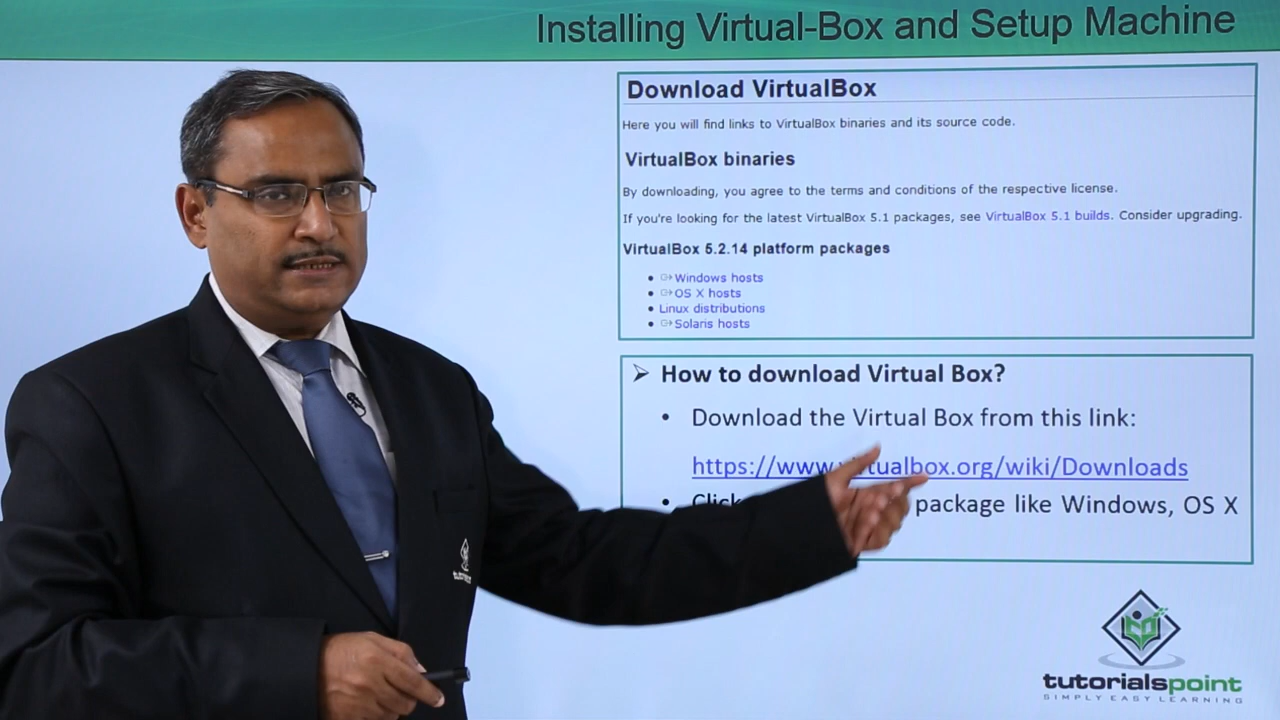 Installing Virtual-Box and Setup Machine
Download VirtualBox
Here you will find links to VirtualBox binaries and its source code.
VirtualBox binaries
By downloading, you agree to the terms and conditions of the respective license.
If you're looking for the latest VirtualBox 5.1 packages, see VirtualBox 5.1 builds. Consider upgrading.
VirtualBox 5.2.14 platform packages
• Windows hosts
• OS X hosts
• Linux distributions
• Solaris hosts
➢ How to download Virtual Box?
• Download the Virtual Box from this link:
https://www.virtualbox.org/wiki/Downloads
• Click package like Windows, OS X
tutorialspoint
SIMPLY EASY LEARNING